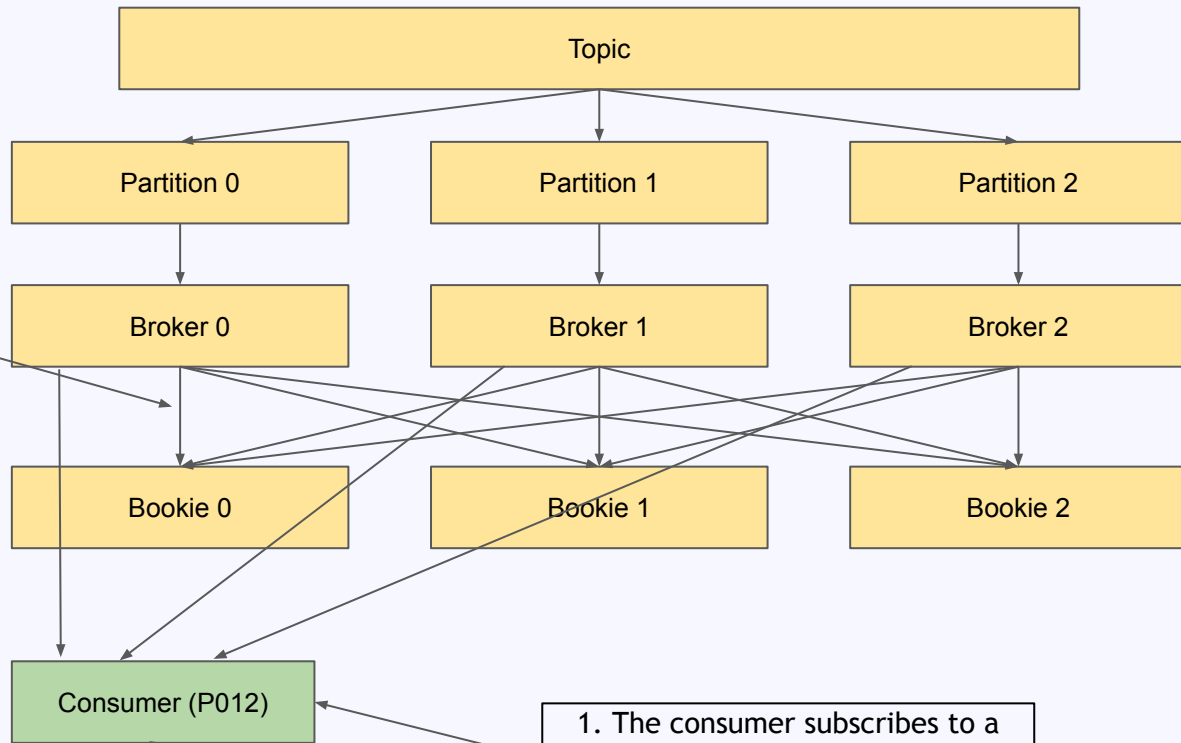 Topic
Partition 0
Partition 1
Partition 2
Broker 0
Broker 1
Broker 2
Bookie 0
Bookie 1
Bookie 2
Consumer (P012)
1. The consumer subscribes to a